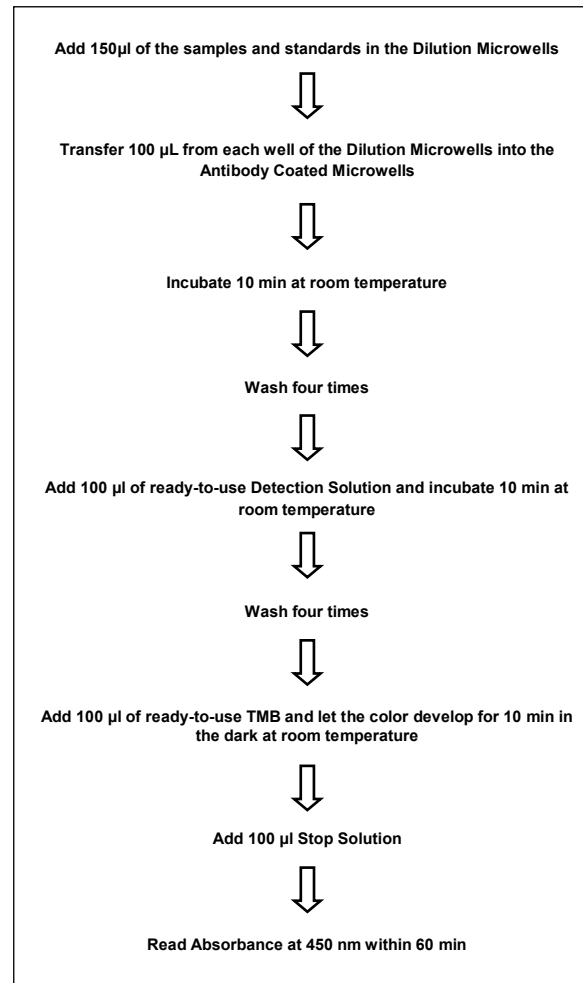 Add 150µl of the samples and standards in the Dilution Microwells
Transfer 100 µL from each well of the Dilution Microwells into the
Antibody Coated Microwells
Incubate 10 min at room temperature
Wash four times
Add 100 µl of ready-to-use Detection Solution and incubate 10 min at
room temperature
Wash four times
Add 100 µl of ready-to-use TMB and let the color develop for 10 min in
the dark at room temperature
Add 100 µl Stop Solution
Read Absorbance at 450 nm within 60 min